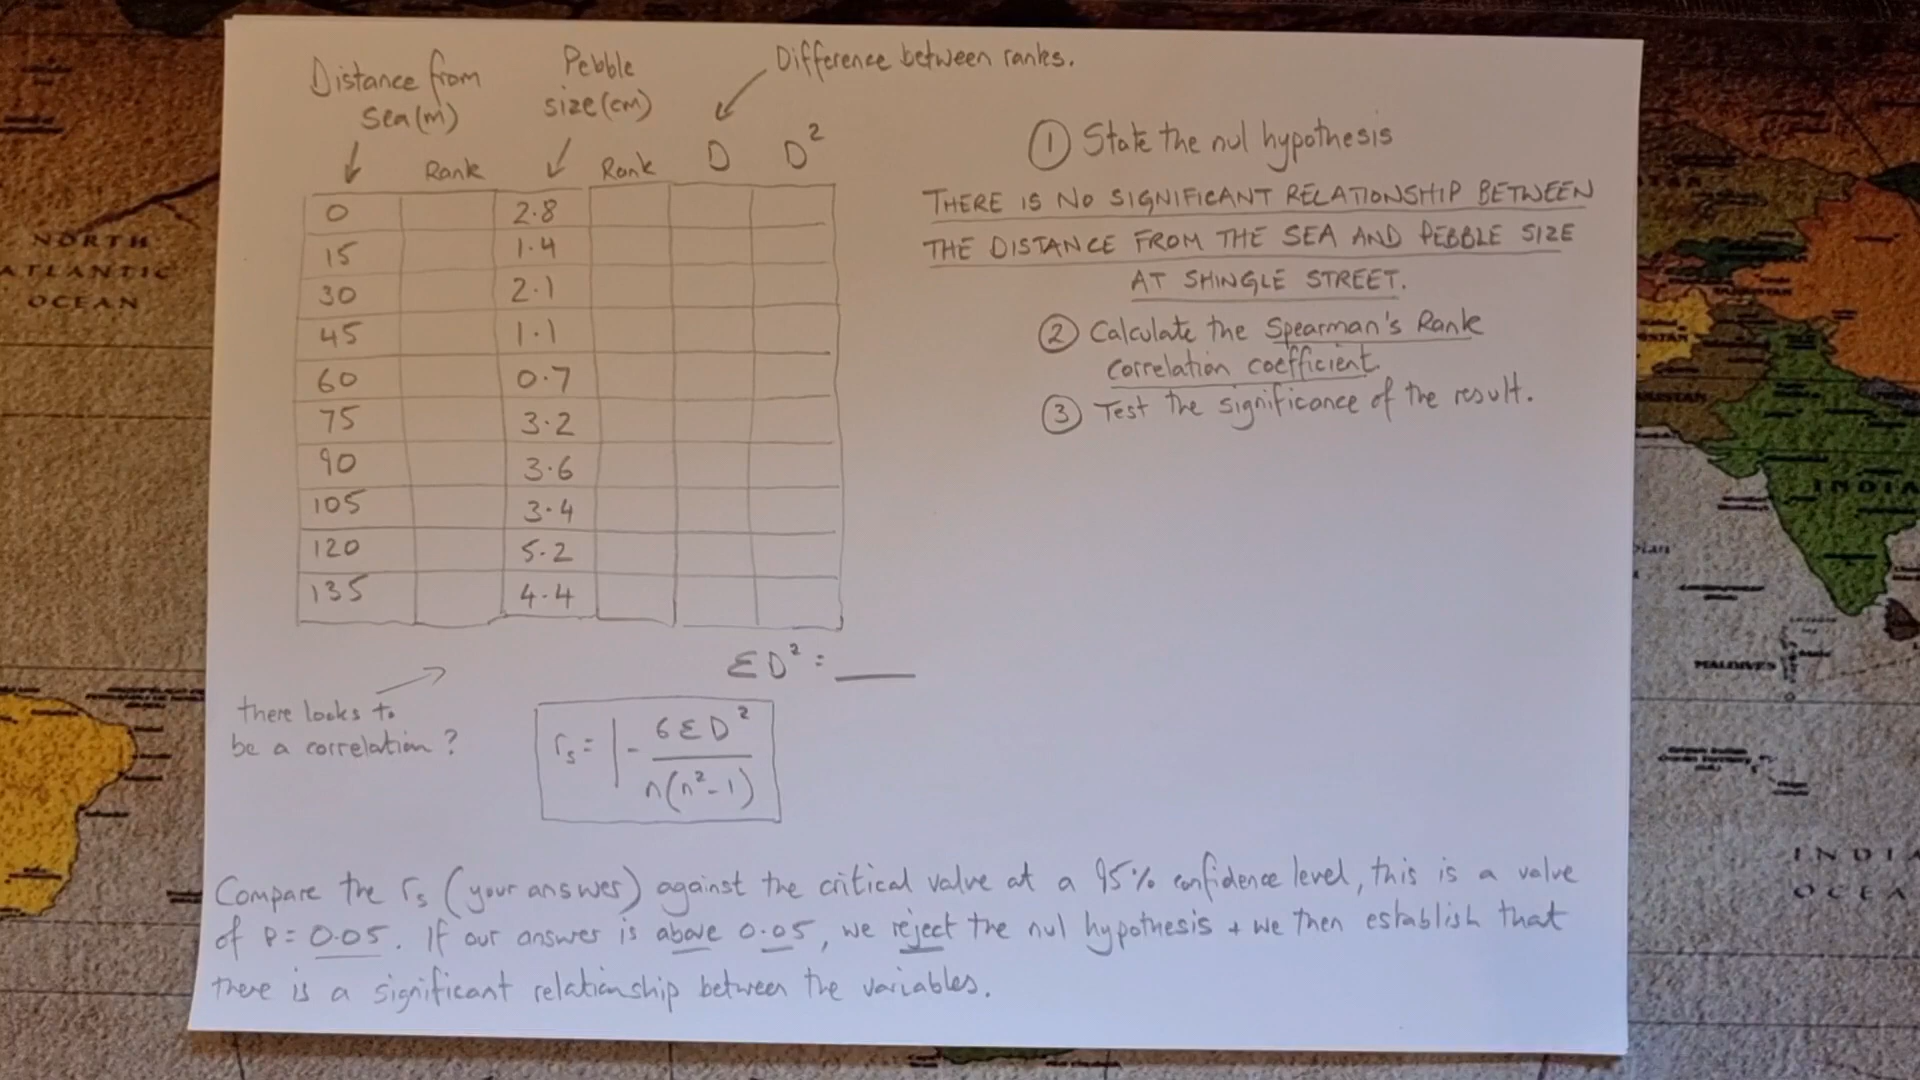 Distance from
Sea (m)
Pebble
size (cm)
Difference between ranks.
Rank
Rank
D
D²
0 2.8
15 1.4
30 2.1
45 1.1
60 0.7
75 3.2
90 3.6
105 3.4
120 5.2
135 4.4
ΣD² = ___
there looks to
be a correlation?
rs = 1 - 6ΣD² / n(n²-1)
① State the nul hypothesis
THERE IS NO SIGNIFICANT RELATIONSHIP BETWEEN
THE DISTANCE FROM THE SEA AND PEBBLE SIZE
AT SHINGLE STREET.
② Calculate the Spearman's Rank
correlation coefficient
③ Test the significance of the result.
Compare the rs (your answer) against the critical value at a 95% confidence level, this is a value
of P = 0.05. If our answer is above 0.05, we reject the nul hypothesis + we then establish that
there is a significant relationship between the variables.
NORTH
ATLANTIC
OCEAN
INDIA
MALDIVES
INDIA
OCEA